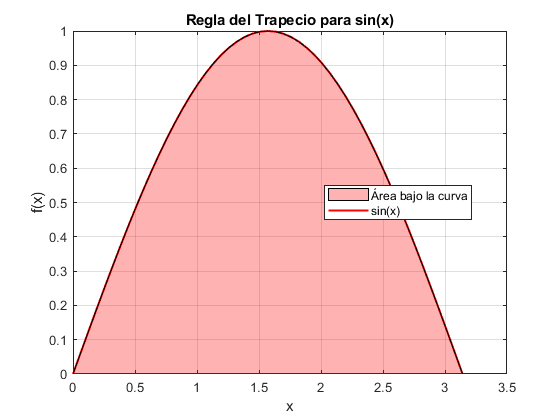 Regla del Trapecio para sin(x)
1
0.9
0.8
0.7
0.6
0.5
0.4
0.3
0.2
0.1
0
f(x)
Área bajo la curva
sin(x)
0 0.5 1 1.5 2 2.5 3 3.5
x